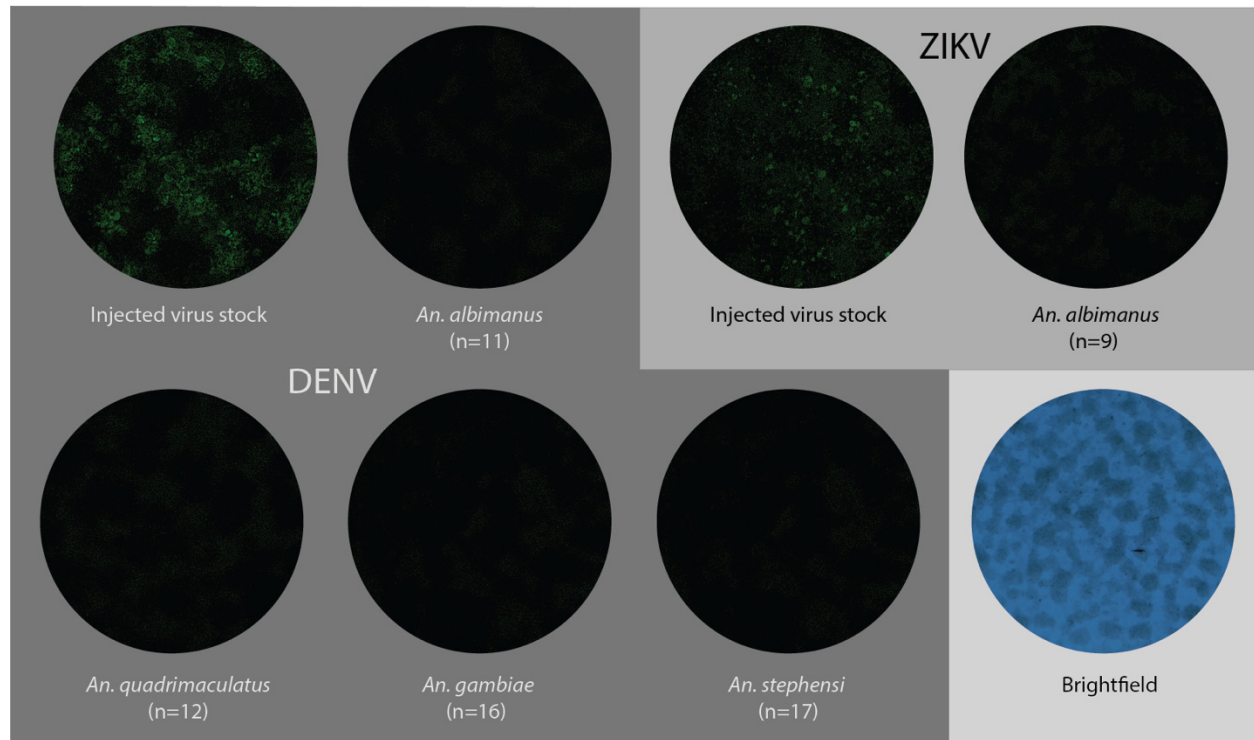 Injected virus stock
An. albimanus
(n=11)
ZIKV
Injected virus stock
An. albimanus
(n=9)
DENV
An. quadrimaculatus
(n=12)
An. gambiae
(n=16)
An. stephensi
(n=17)
Brightfield